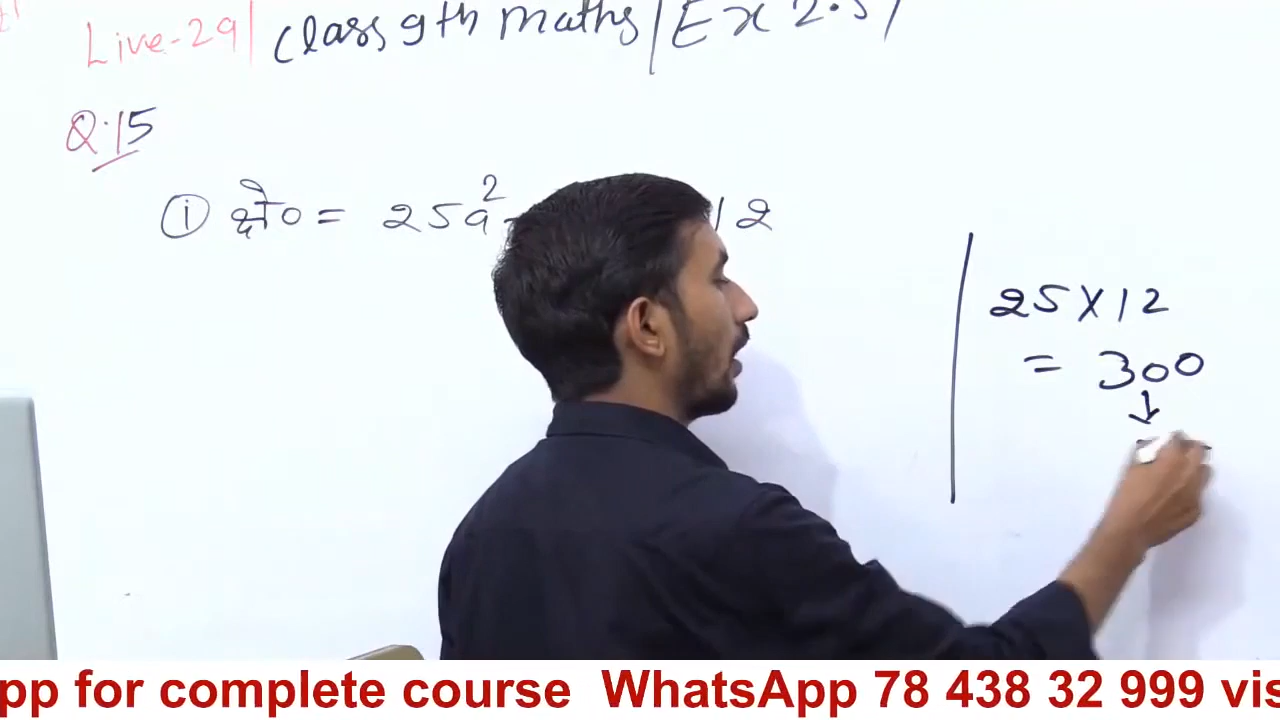 Live-29| class 9th maths | Ex 2.5|
Q.15
① क्षे० = 25a² - 12
25 X 12
= 300
↓
pp for complete course WhatsApp 78 438 32 999 vis